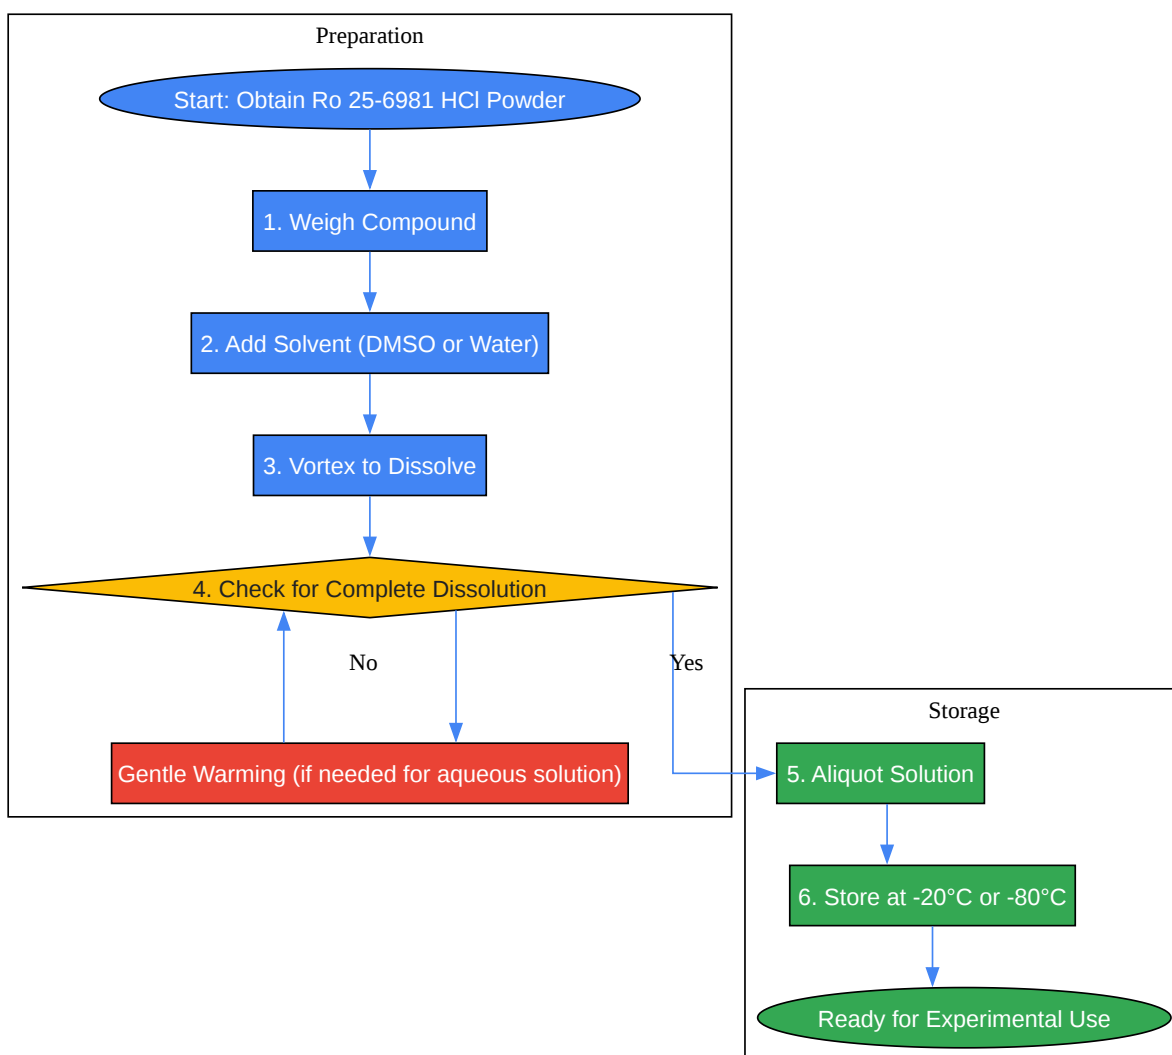 Preparation
Start: Obtain Ro 25-6981 HCl Powder
1. Weigh Compound
2. Add Solvent (DMSO or Water)
3. Vortex to Dissolve
4. Check for Complete Dissolution
No
Yes
Gentle Warming (if needed for aqueous solution)
Storage
5. Aliquot Solution
6. Store at -20°C or -80°C
Ready for Experimental Use